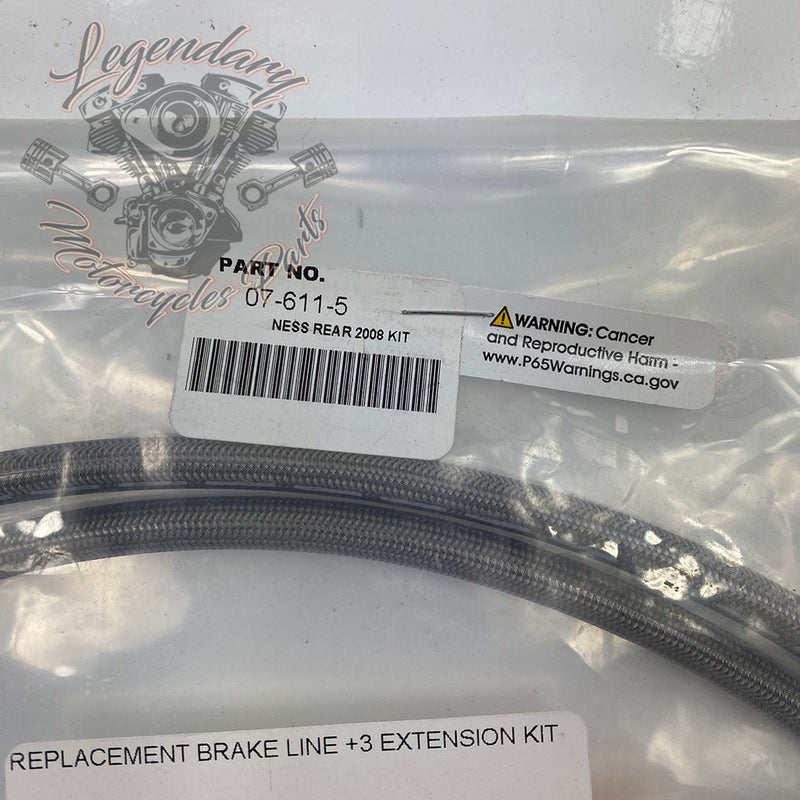 Legendary
Motorcycles Parts
PART NO.
07-611-5
NESS REAR 2008 KIT
WARNING: Cancer
and Reproductive Harm -
www.P65Warnings.ca.gov
REPLACEMENT BRAKE LINE +3 EXTENSION KIT